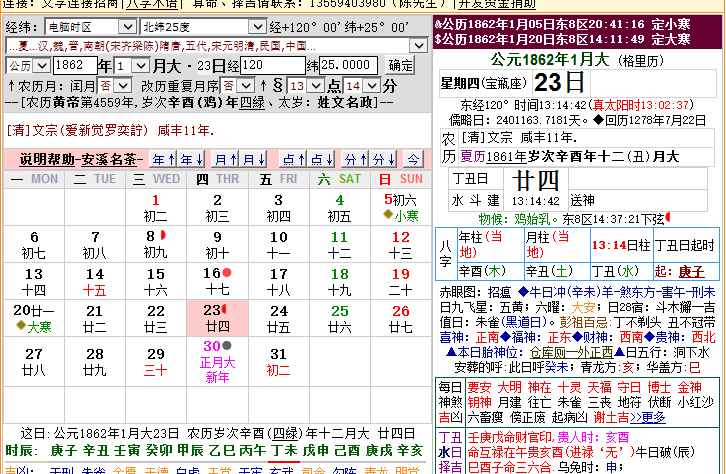 连接: 文字连接招商 | 八字术语 | 算命、择吉请联系: 13559403980 (陈先生) | 开发资金捐助
经纬: 电脑时区 北纬25度 经+120° 00′纬+25° 00′
...夏...汉,魏,晋,南朝(宋齐梁陈)隋唐,五代,宋元明清,民国,中国...
公历 1862 年 1 月大·23日经 120 纬 25.0000 确定
↑农历月: 闰月 否 改历重复月序 否 ↑ § 13 点 14 分
--[农历黄帝第4559年,岁次辛酉(鸡)年四绿、太岁: 姓文名政]--
[清]文宗(爱新觉罗奕詝) 咸丰11年.
说明帮助-安溪名茶- 年↑ 年↓ 月↑ 月↓ 点↑ 点↓ 分↑ 分↓ 今
一 MON 二 TUE 三 WED 四 THR 五 FRI 六 SAT 日 SUN
1 2 3 4 5初六
初二 初三 初四 初五 ◆小寒
6 7 8 9 10 11 12
初七 初八 初九 初十 十一 十二 十三
13 14 15 16 17 18 19
十四 十五 十六 十七 十八 十九 二十
20廿一 21 22 23 24 25 26
◆大寒 廿二 廿三 廿四 廿五 廿六 廿七
27 28 29 30 31
廿八 廿九 三十 正月大 初二
新年
这日:公元1862年1月大23日 农历岁次辛酉(四绿)年十二月大 廿四日
时辰: 庚子 辛丑 壬寅 癸卯 甲辰 乙巳 丙午 丁未 戊申 己酉 庚戌 辛亥
&公历1862年1月05日东8区20:41:16 定小寒
$公历1862年1月20日东8区14:11:49 定大寒
公元1862年1月大 (格里历)
星期四(宝瓶座) 23日
东经120° 时间13:14:42(真太阳时13:02:37)
儒略日: 2401163.7181天。◆回历1278年7月22日
农历 [清]文宗 咸丰11年.
夏历1861年岁次辛酉年十二(丑)月大
丁丑日 廿四
水 斗 建 13:14:42 送神
物候: 鸡始乳。东8区14:37:21下弦
八字 年柱(当地) 月柱(当地) 13:14日柱 丁丑日起时
辛酉(木) 辛丑(土) 丁丑(水) 起: 庚子
赤眼图: 招瘟 ◆牛日冲(辛未)羊-煞东方-害午-刑未
日九飞星: 五黄; 六曜: 大安; 日28宿: 斗木獬—吉
值日: 朱雀(黑道日)。彭祖百忌:丁不剃头 丑不冠带
喜神: 正南◆福神: 正东◆财神: 西南◆贵神: 西北
▲本日胎神位: 仓库厕—外正西▲日五行: 涧下水
安葬的呼:此日呼癸未; 青龙方:亥; 华盖方:巳
每日 要安 大明 神在 十灵 天福 守日 博士 金神
神煞 钼神 月建 往亡 朱雀 三丧 地符 伏断 小红沙
吉凶 六畜瘦 傍正废 起病凶 谢土吉>>更多
丁丑 壬庚戊命财官印,贵人时: 亥酉
水日 命互禄在午贵亥酉(进禄‘无’)牛日破(辰)
择吉 巳酉子命三六合. 乌兔时: 申;